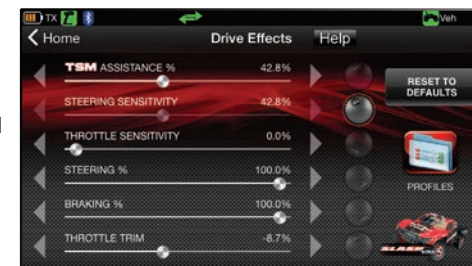 TX
Veh
Home
Drive Effects
Help
TSM ASSISTANCE %
42.8%
RESET TO
DEFAULTS
STEERING SENSITIVITY
42.8%
THROTTLE SENSITIVITY
0.0%
STEERING %
100.0%
PROFILES
BRAKING %
100.0%
THROTTLE TRIM
-8.7%
SLASH